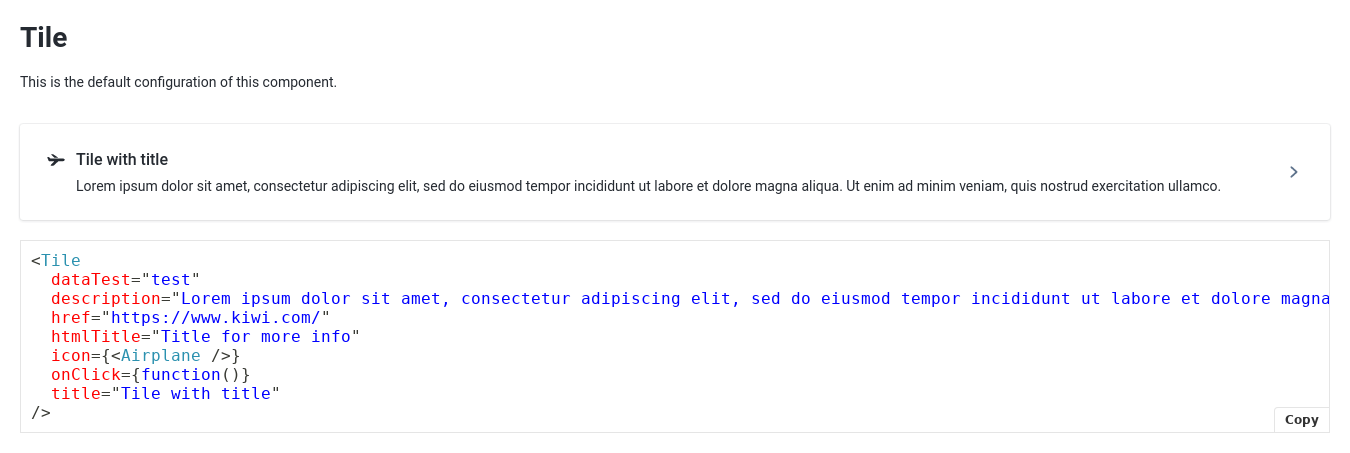 Tile
This is the default configuration of this component.
Tile with title
Lorem ipsum dolor sit amet, consectetur adipiscing elit, sed do eiusmod tempor incididunt ut labore et dolore magna aliqua. Ut enim ad minim veniam, quis nostrud exercitation ullamco.
<Tile
  dataTest="test"
  description="Lorem ipsum dolor sit amet, consectetur adipiscing elit, sed do eiusmod tempor incididunt ut labore et dolore magna
  href="https://www.kiwi.com/"
  htmlTitle="Title for more info"
  icon={<Airplane />}
  onClick={function()}
  title="Tile with title"
/>
Copy